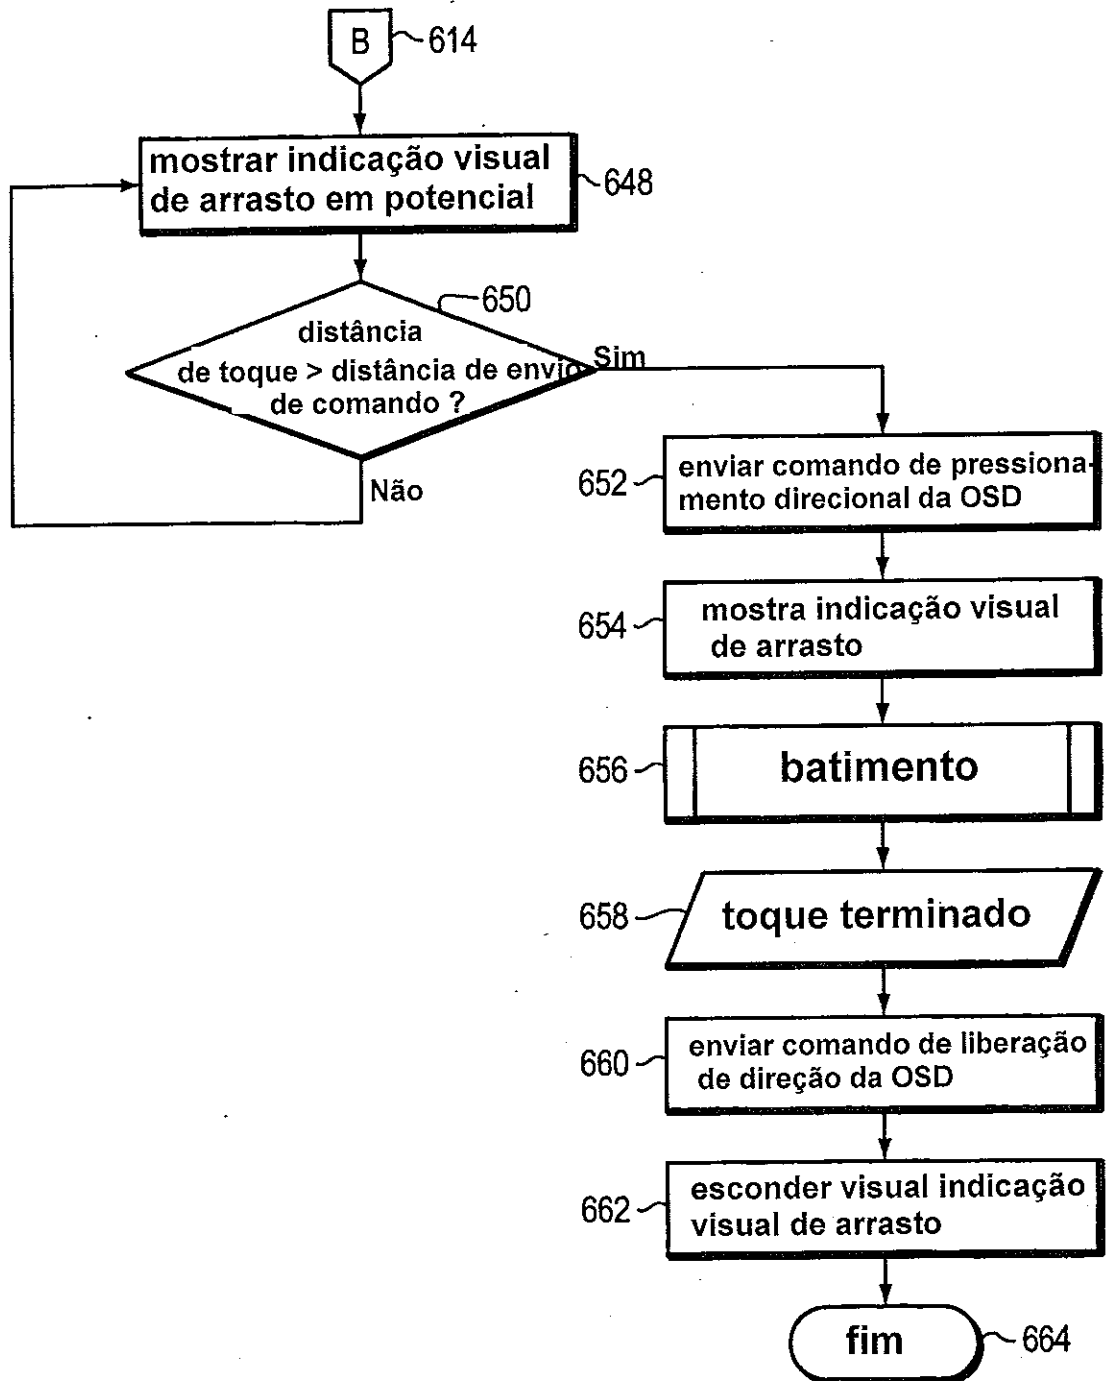 B
614
mostrar indicação visual
de arrasto em potencial
648
650
distância
de toque > distância de envio
de comando ?
Sim
Não
652
enviar comando de pressiona-
mento direcional da OSD
654
mostra indicação visual
de arrasto
656
batimento
658
toque terminado
660
enviar comando de liberação
de direção da OSD
662
esconder visual indicação
visual de arrasto
fim
664